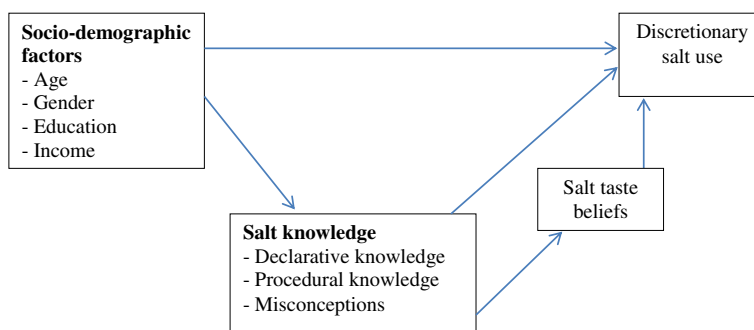 Socio-demographic
factors
- Age
- Gender
- Education
- Income
Discretionary
salt use
Salt taste
beliefs
Salt knowledge
- Declarative knowledge
- Procedural knowledge
- Misconceptions